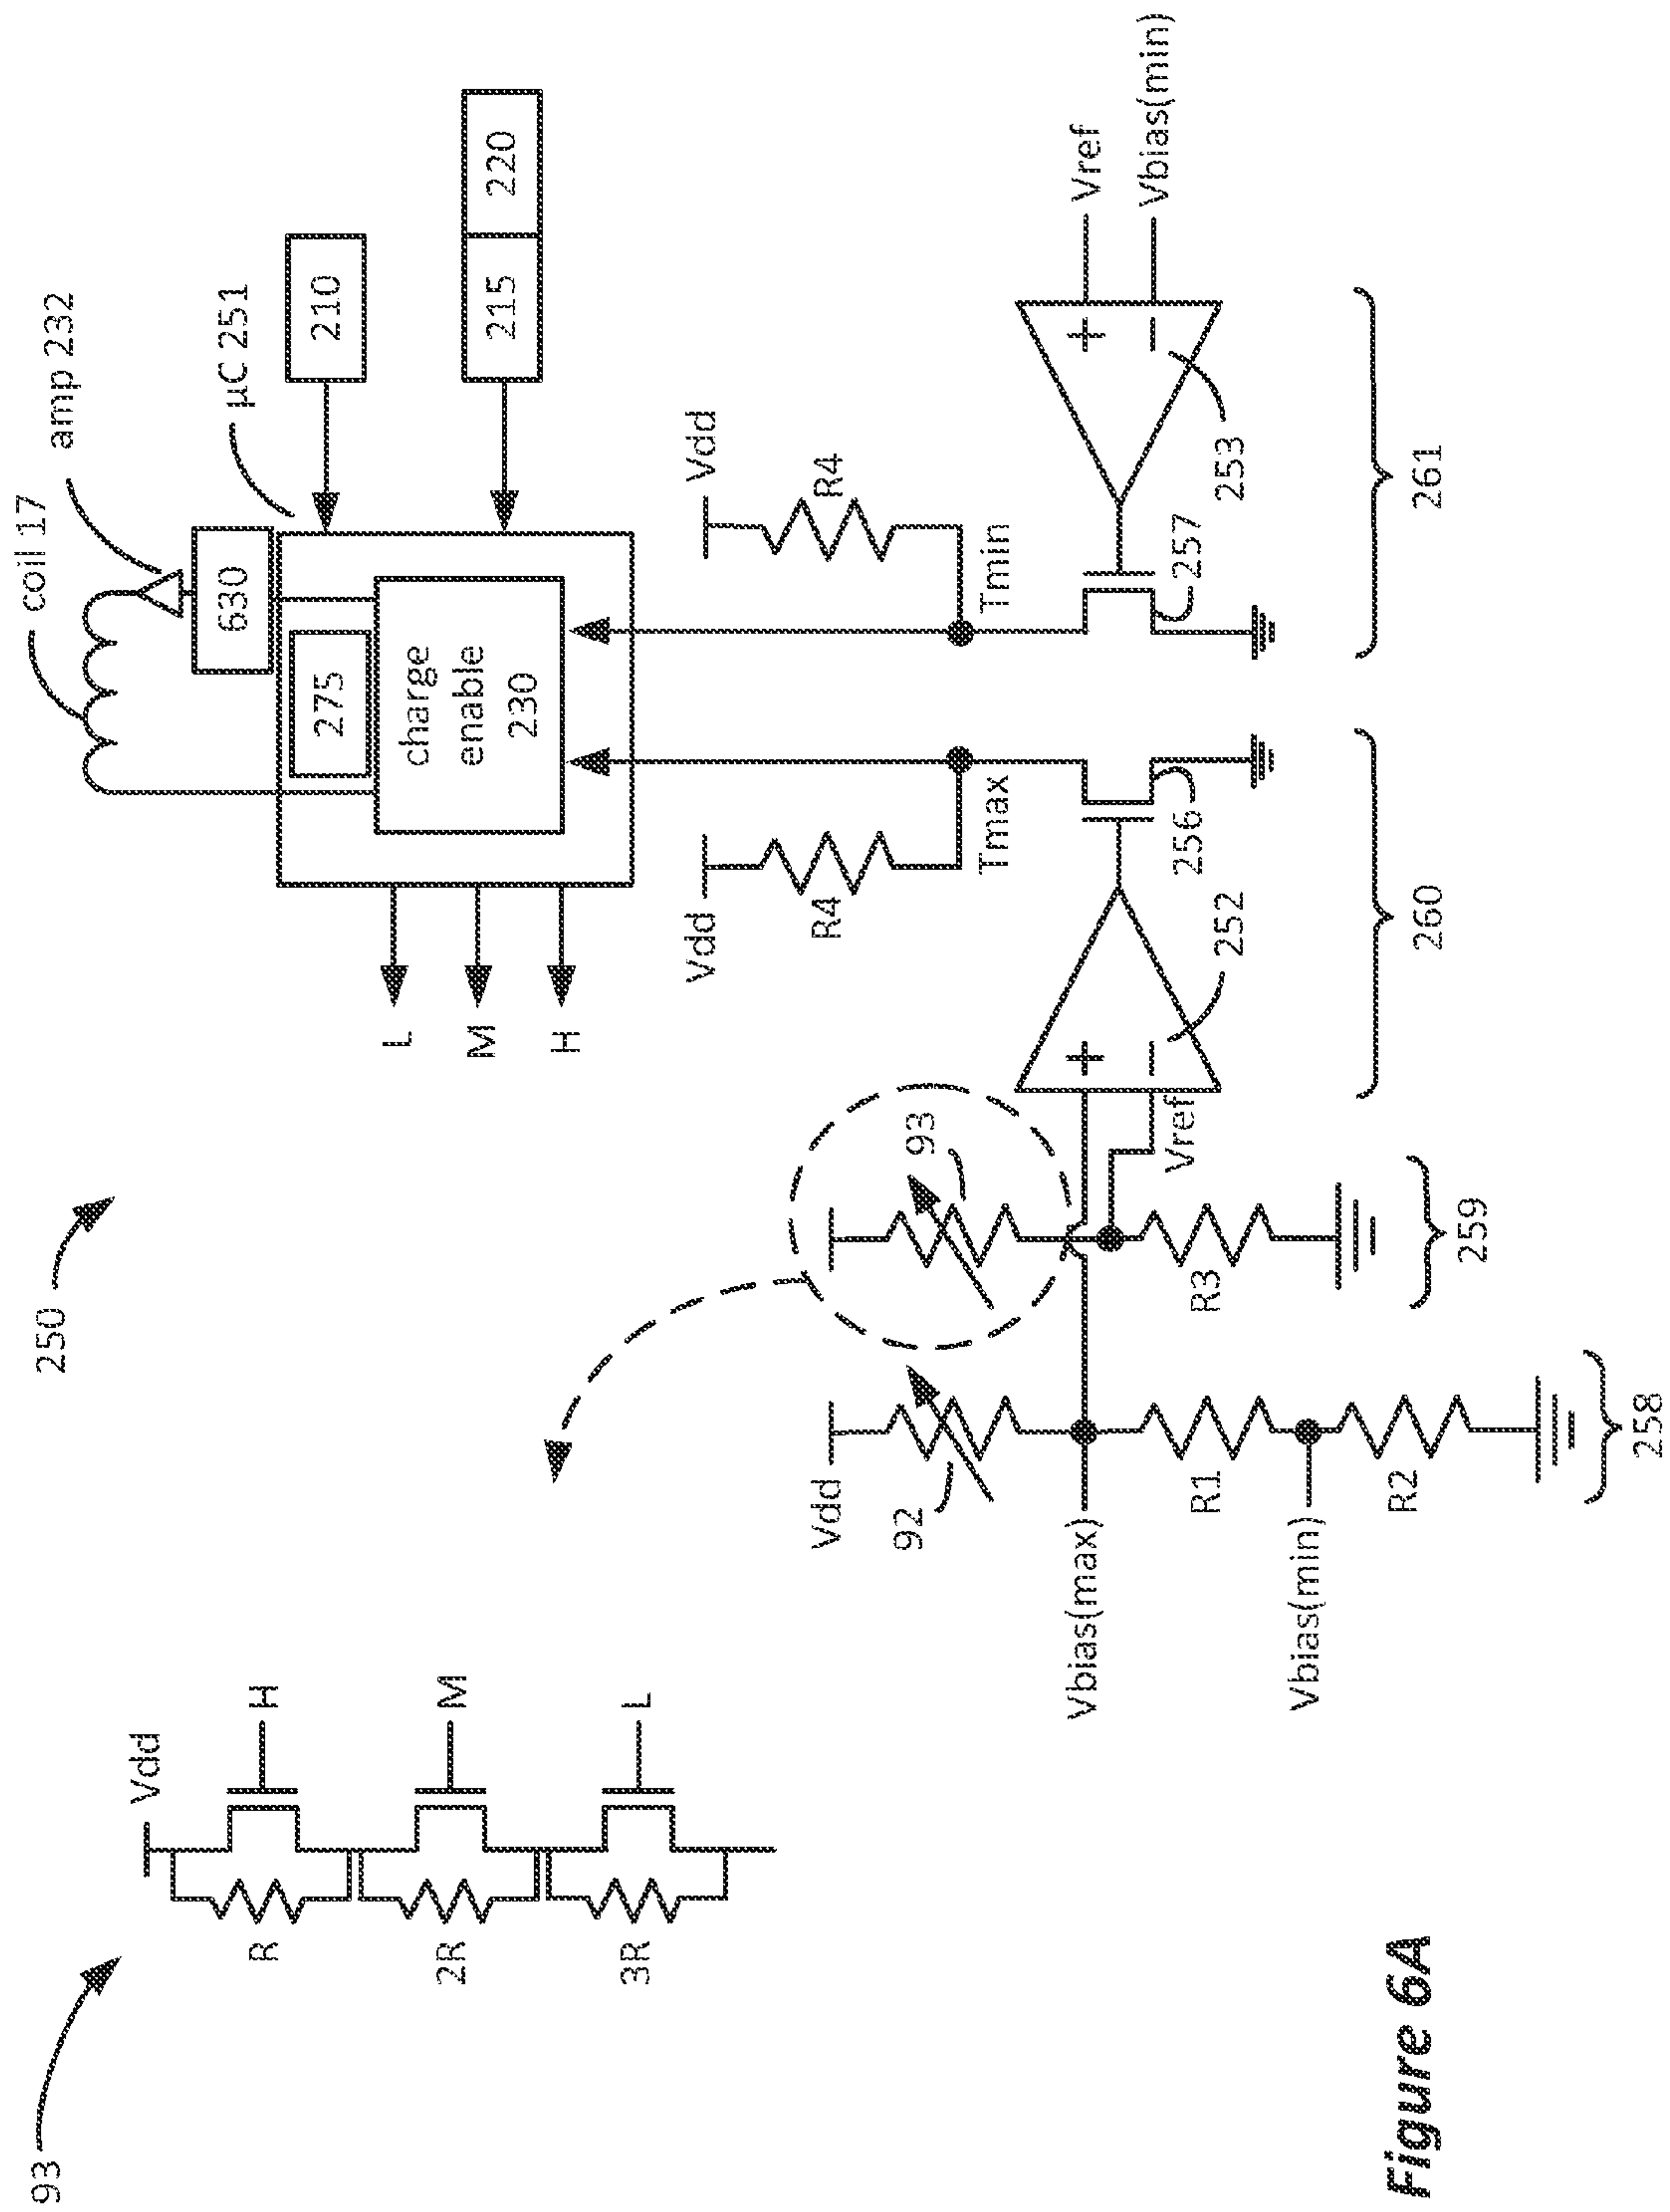 93
250
coil 17
amp 232
µC 251
Vdd
R
2R
3R
H
M
L
L
M
H
630
275
charge
enable
230
210
215
220
Vdd
92
93
Vdd
R4
Tmax
Vdd
R4
Tmin
Vbias(max)
Vbias(min)
R1
R2
R3
Vref
+
−
252
256
257
253
+
−
Vref
Vbias(min)
258
259
260
261
Figure 6A